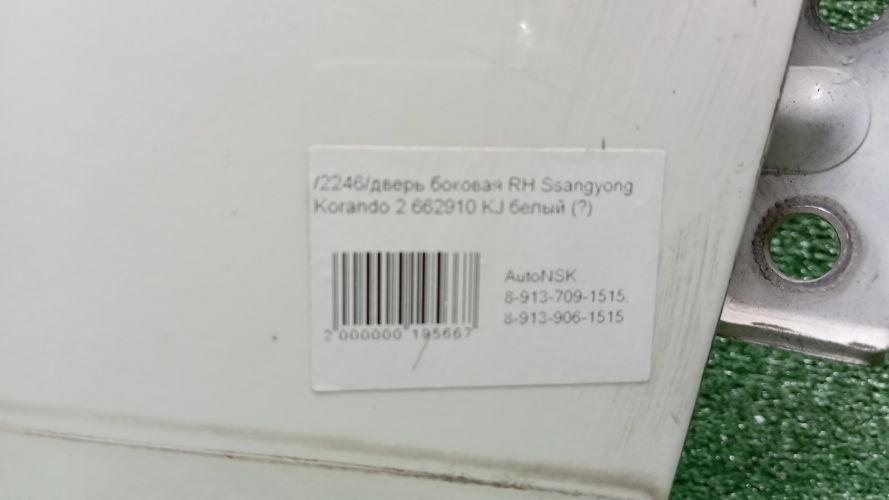 /2246/дверь боковая RH Ssangyong
Korando 2 662910 KJ белый (?)
AutoNSK
8-913-709-1515,
8-913-906-1515
2 000000 195667